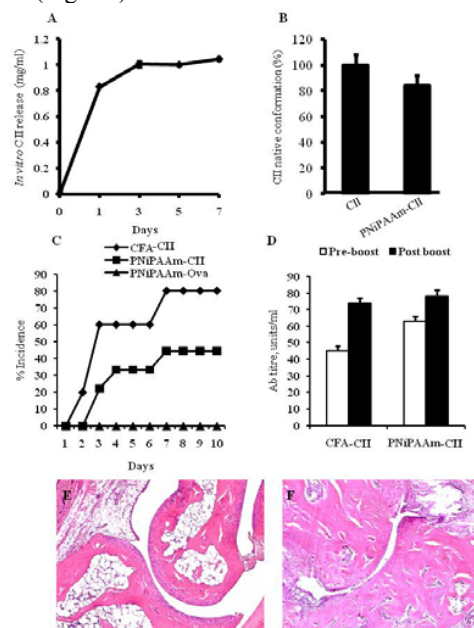 A
In vitro CII release (mg/ml)
1.2
1
0.8
0.6
0.4
0.2
0
0 1 3 5 7
Days
B
CII native conformation (%)
120
100
80
60
40
20
0
CII
PNiPAAm-CII
C
CFA-CII
PNiPAAm-CII
PNiPAAm-Ova
% Incidence
80
70
60
50
40
30
20
10
0
1 2 3 4 5 6 7 8 9 10
Days
D
Pre-boost Post boost
Ab titre, units/ml
90
80
70
60
50
40
30
20
10
0
CFA-CII PNiPAAm-CII
E
F